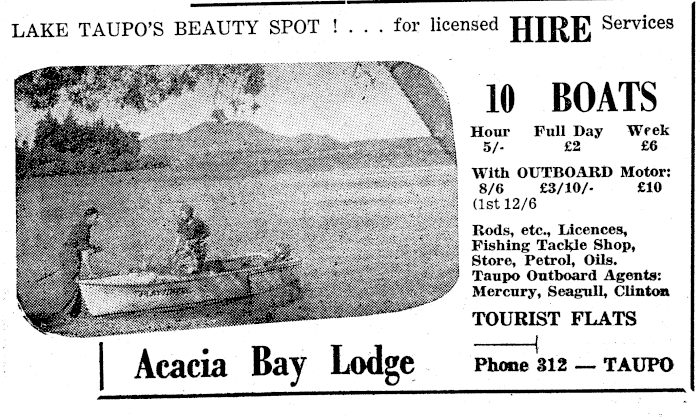 LAKE TAUPO'S BEAUTY SPOT ! . . . for licensed HIRE Services
10 BOATS
Hour Full Day Week
5/- £2 £6
With OUTBOARD Motor:
8/6 £3/10/- £10
(1st 12/6
Rods, etc., Licences,
Fishing Tackle Shop,
Store, Petrol, Oils.
Taupo Outboard Agents:
Mercury, Seagull, Clinton
TOURIST FLATS
Acacia Bay Lodge
Phone 312 — TAUPO